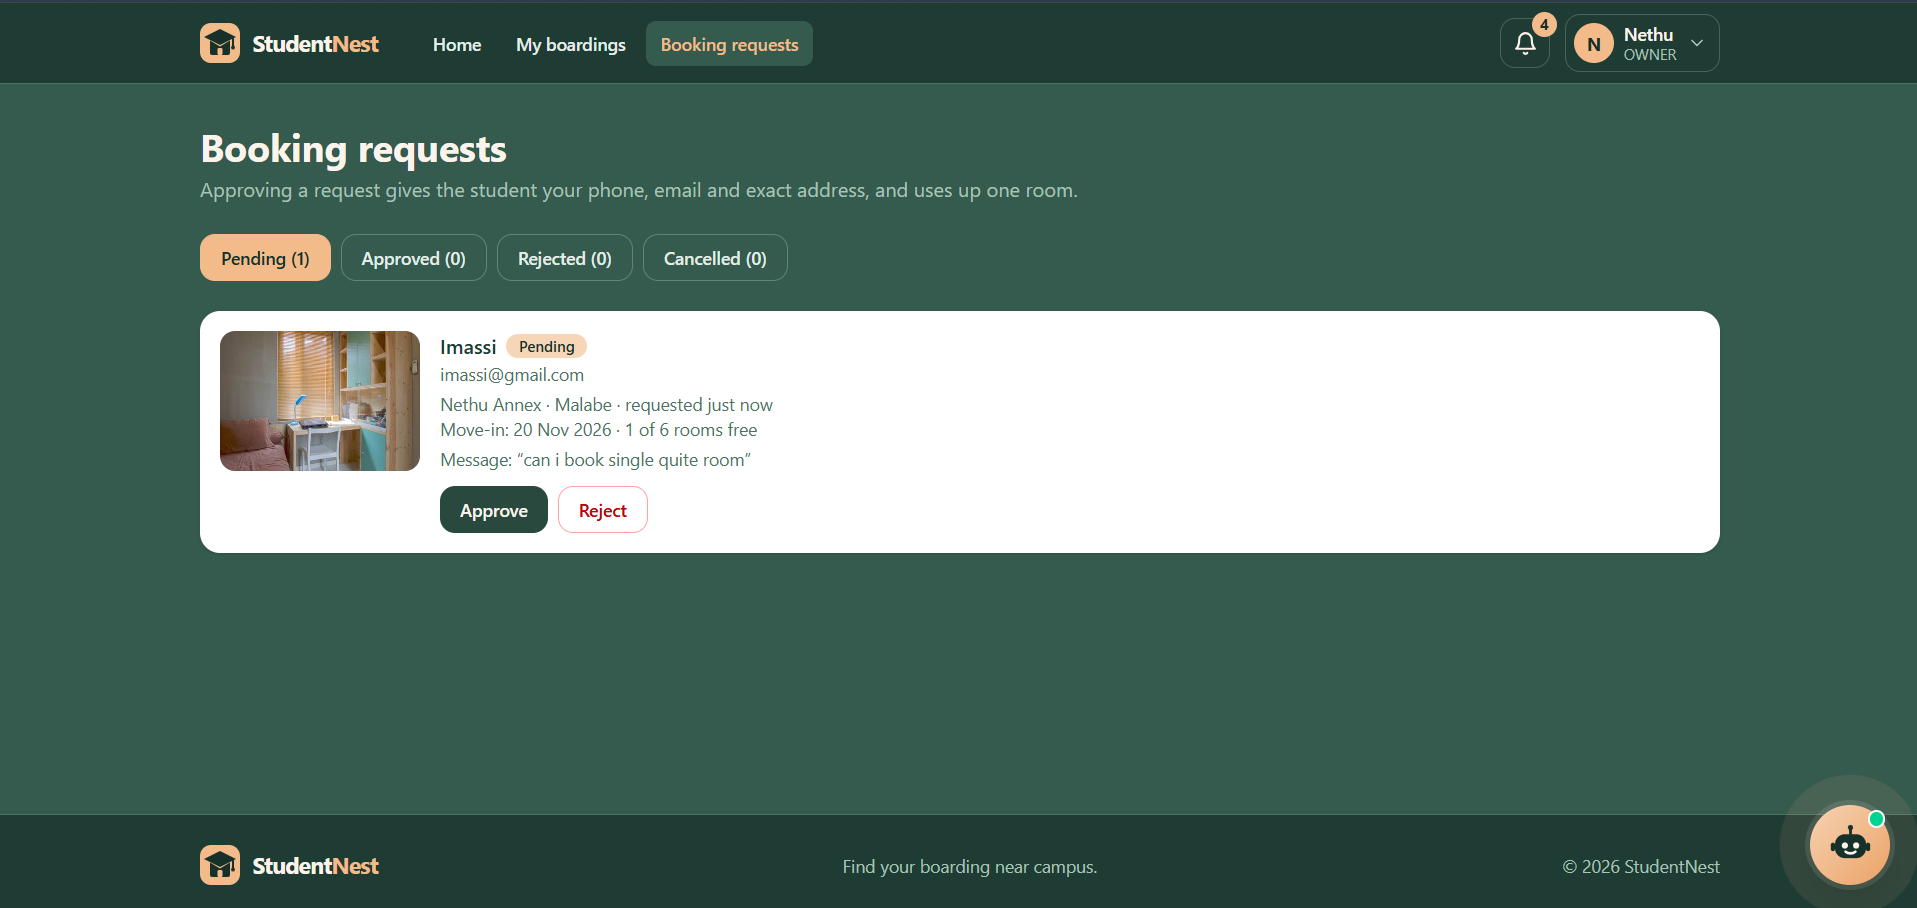 StudentNest
Home
My boardings
Booking requests
4
N
Nethu
OWNER
Booking requests
Approving a request gives the student your phone, email and exact address, and uses up one room.
Pending (1)
Approved (0)
Rejected (0)
Cancelled (0)
Imassi
Pending
imassi@gmail.com
Nethu Annex · Malabe · requested just now
Move-in: 20 Nov 2026 · 1 of 6 rooms free
Message: “can i book single quite room”
Approve
Reject
StudentNest
Find your boarding near campus.
© 2026 StudentNest